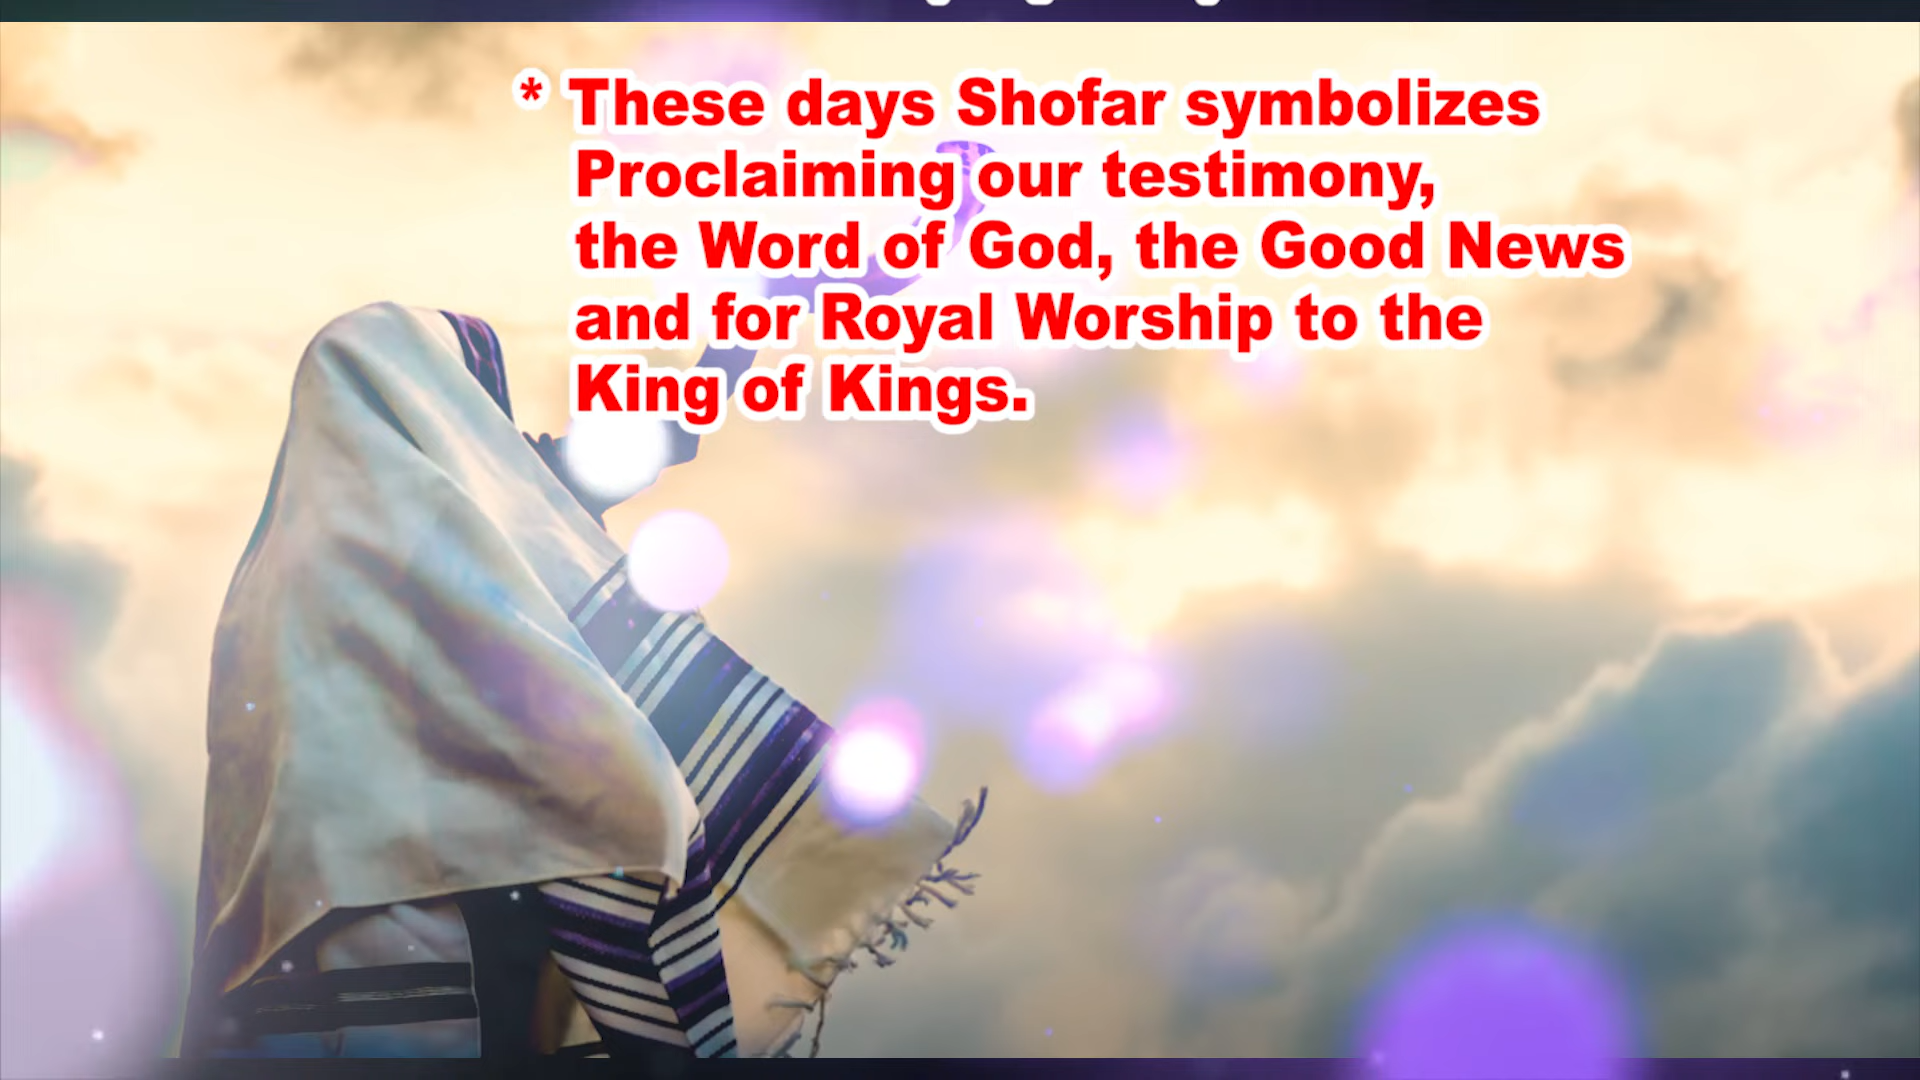 * These days Shofar symbolizes
Proclaiming our testimony,
the Word of God, the Good News
and for Royal Worship to the
King of Kings.